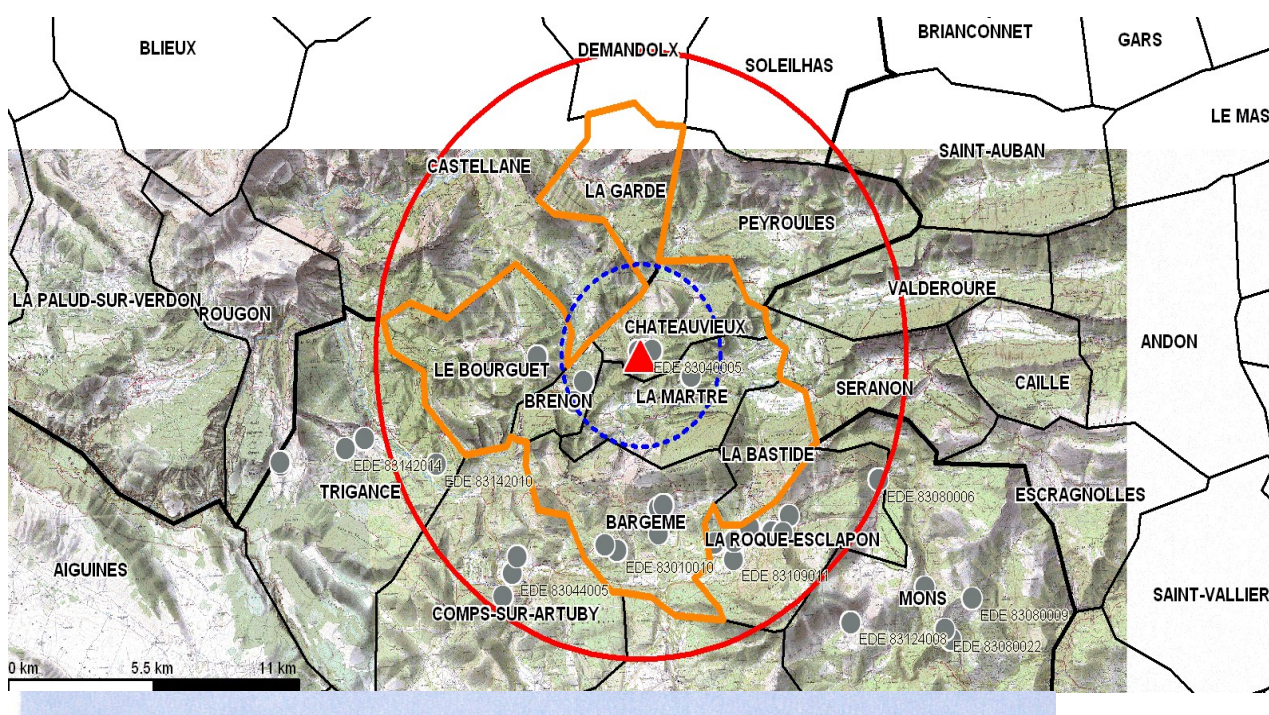 BRIANCONNET
GARS
BLIEUX
DEMANDOLX
SOLEILHAS
LE MAS
SAINT-AUBAN
CASTELLANE
LA GARDE
PEYROULES
VALDEROURE
LA PALUD-SUR-VERDON
ROUGON
CHATEAUVIEUX
ANDON
LE BOURGUET
EDE 83040005
SERANON
CAILLE
BRENON
LA MARTRE
LA BASTIDE
EDE 83142014
EDE 83142010
TRIGANCE
EDE 83080006
ESCRAGNOLLES
BARGEME
LA ROQUE-ESCLAPON
EDE 83010010
EDE 83109011
AIGUINES
EDE 83044005
MONS
SAINT-VALLIER
EDE 83080009
COMPS-SUR-ARTUBY
EDE 83124008
EDE 83080022
0 km 5.5 km 11 km